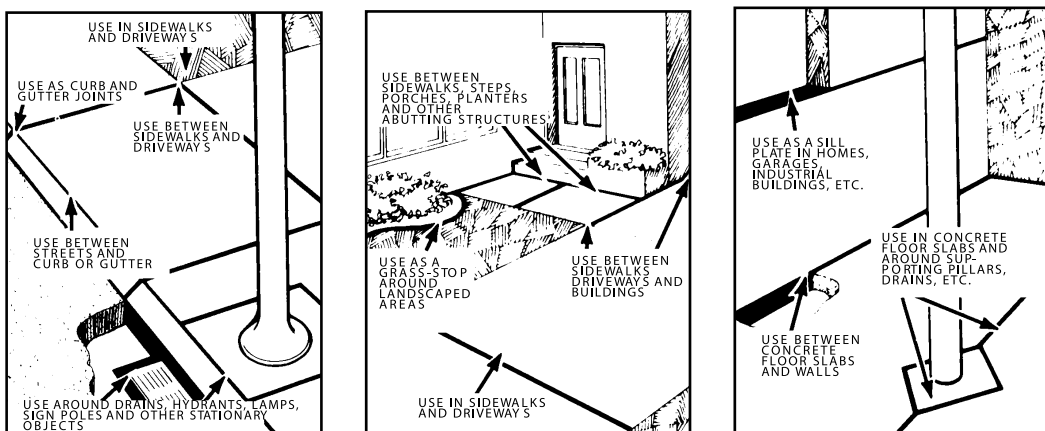 USE IN SIDEWALKS
AND DRIVEWAYS
USE AS CURB AND
GUTTER JOINTS
USE BETWEEN
SIDEWALKS AND
DRIVEWAYS
USE BETWEEN
STREETS AND
CURB OR GUTTER
USE AROUND DRAINS, HYDRANTS, LAMPS,
SIGN POLES AND OTHER STATIONARY
OBJECTS
USE BETWEEN
SIDEWALKS, STEPS,
PORCHES, PLANTERS
AND OTHER
ABUTTING STRUCTURES
USE AS A
GRASS-STOP
AROUND
LANDSCAPED
AREAS
USE BETWEEN
SIDEWALKS
DRIVEWAYS AND
BUILDINGS
USE IN SIDEWALKS
AND DRIVEWAYS
USE AS A SILL
PLATE IN HOMES,
GARAGES,
INDUSTRIAL
BUILDINGS, ETC.
USE IN CONCRETE
FLOOR SLABS AND
AROUND SUP-
PORTING PILLARS,
DRAINS, ETC.
USE BETWEEN
CONCRETE
FLOOR SLABS
AND WALLS